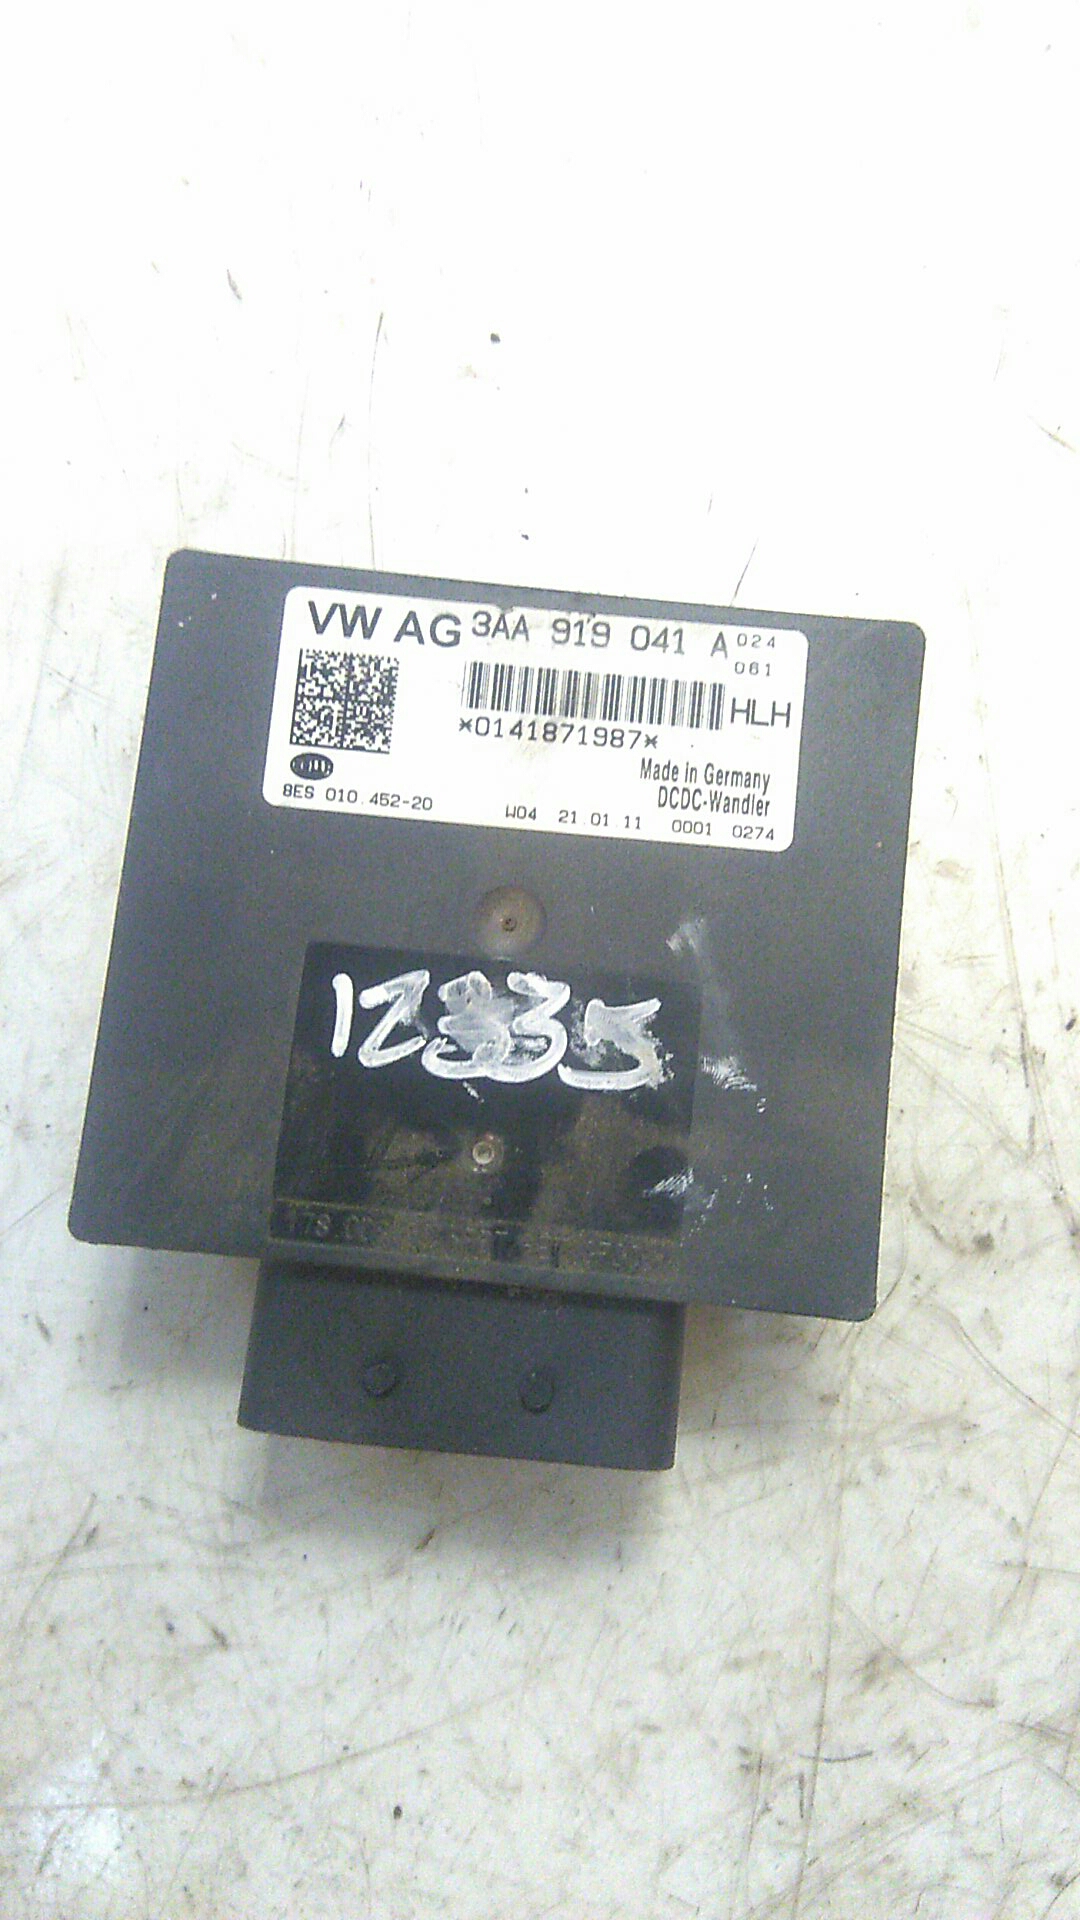 VW AG 3AA 919 041 A 024
061
HLH
*0141871987*
Made in Germany
DCDC-Wandler
8ES 010.452-20
W04 21.01.11 0001 0274
12335